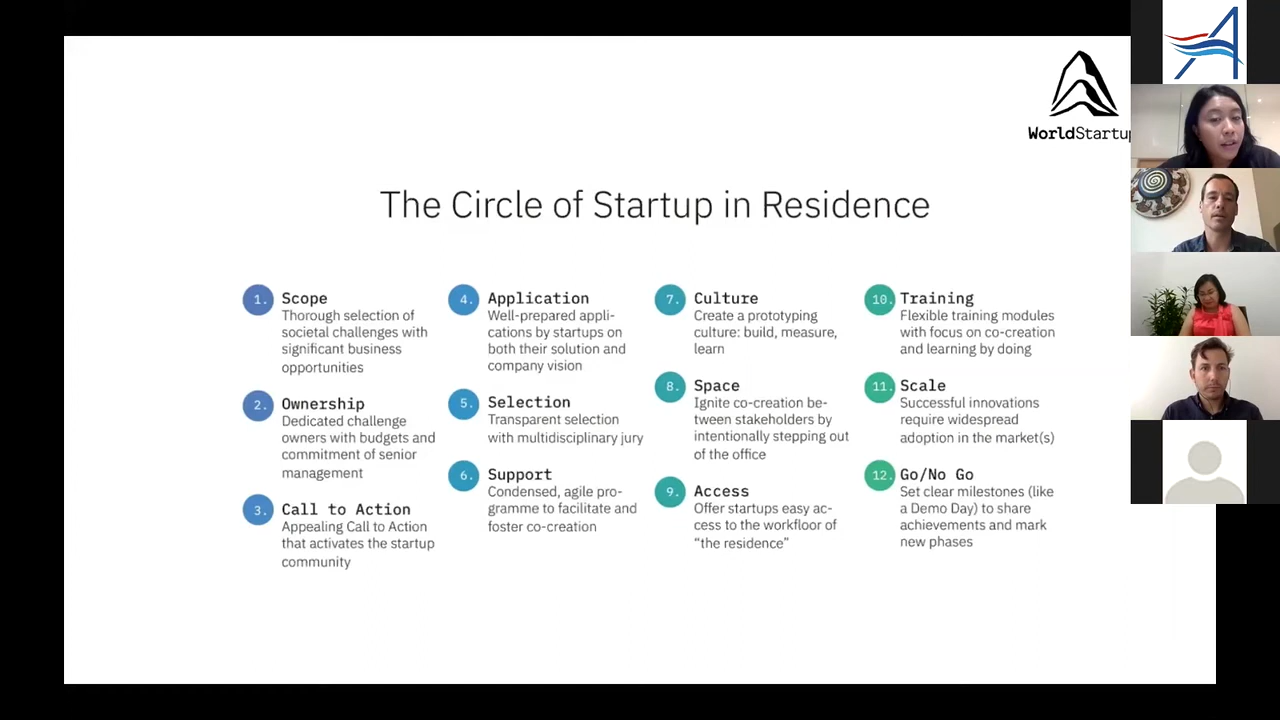 WorldStartup
The Circle of Startup in Residence
1. Scope
Thorough selection of
societal challenges with
significant business
opportunities
2. Ownership
Dedicated challenge
owners with budgets and
commitment of senior
management
3. Call to Action
Appealing Call to Action
that activates the startup
community
4. Application
Well-prepared appli-
cations by startups on
both their solution and
company vision
5. Selection
Transparent selection
with multidisciplinary jury
6. Support
Condensed, agile pro-
gramme to facilitate and
foster co-creation
7. Culture
Create a prototyping
culture: build, measure,
learn
8. Space
Ignite co-creation be-
tween stakeholders by
intentionally stepping out
of the office
9. Access
Offer startups easy ac-
cess to the workfloor of
“the residence”
10. Training
Flexible training modules
with focus on co-creation
and learning by doing
11. Scale
Successful innovations
require widespread
adoption in the market(s)
12. Go/No Go
Set clear milestones (like
a Demo Day) to share
achievements and mark
new phases